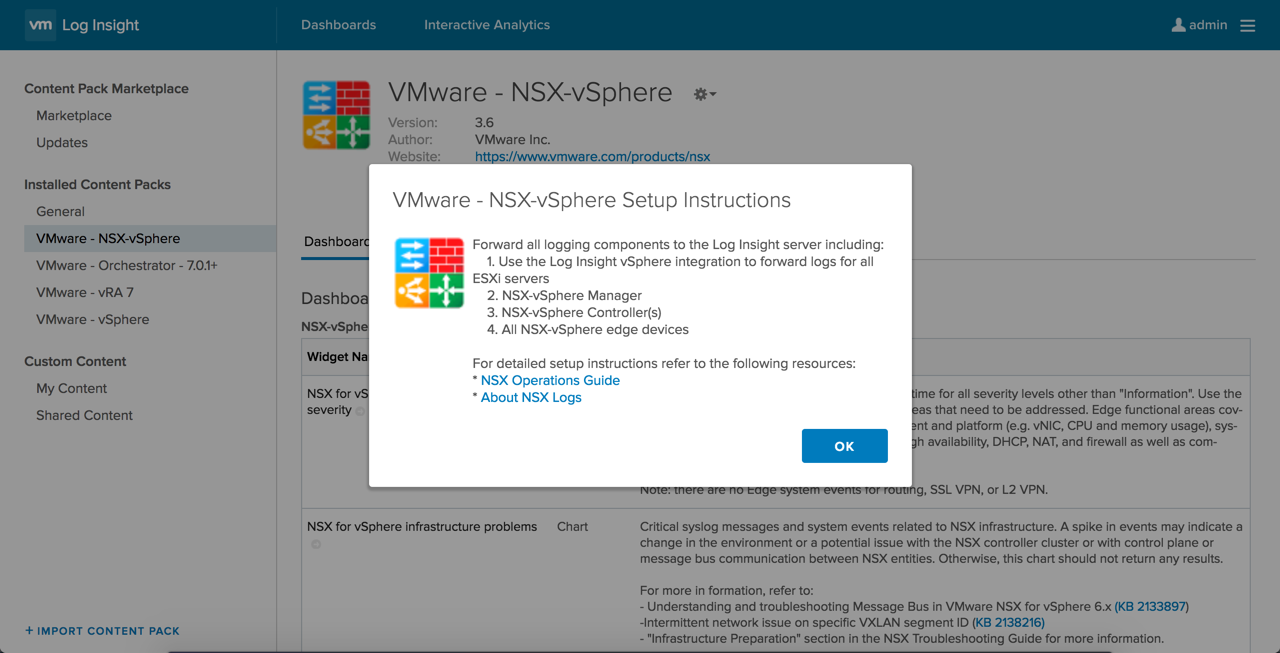 vm Log Insight
Dashboards
Interactive Analytics
admin
Content Pack Marketplace
Marketplace
Updates
Installed Content Packs
General
VMware - NSX-vSphere
VMware - Orchestrator - 7.0.1+
VMware - vRA 7
VMware - vSphere
Custom Content
My Content
Shared Content
+ IMPORT CONTENT PACK
VMware - NSX-vSphere
Version: 3.6
Author: VMware Inc.
Website: https://www.vmware.com/products/nsx
VMware - NSX-vSphere Setup Instructions
Forward all logging components to the Log Insight server including:
1. Use the Log Insight vSphere integration to forward logs for all
ESXi servers
2. NSX-vSphere Manager
3. NSX-vSphere Controller(s)
4. All NSX-vSphere edge devices
For detailed setup instructions refer to the following resources:
* NSX Operations Guide
* About NSX Logs
OK
Widget
NSX for
severity
time for all severity levels other than "Information". Use the
that need to be addressed. Edge functional areas cov-
and platform (e.g. vNIC, CPU and memory usage), sys-
availability, DHCP, NAT, and firewall as well as com-
Note: there are no Edge system events for routing, SSL VPN, or L2 VPN.
NSX for vSphere infrastructure problems
Chart
Critical syslog messages and system events related to NSX infrastructure. A spike in events may indicate a
change in the environment or a potential issue with the NSX controller cluster or with control plane or
message bus communication between NSX entities. Otherwise, this chart should not return any results.
For more in formation, refer to:
- Understanding and troubleshooting Message Bus in VMware NSX for vSphere 6.x (KB 2133897)
-Intermittent network issue on specific VXLAN segment ID (KB 2138216)
- "Infrastructure Preparation" section in the NSX Troubleshooting Guide for more information.